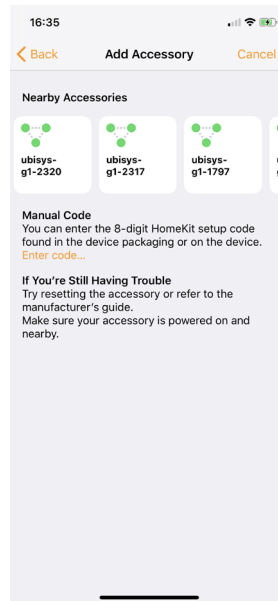 16:35
Back
Add Accessory
Cancel
Nearby Accessories
ubisys-
g1-2320
ubisys-
g1-2317
ubisys-
g1-1797
Manual Code
You can enter the 8-digit HomeKit setup code
found in the device packaging or on the device.
Enter code...
If You're Still Having Trouble
Try resetting the accessory or refer to the
manufacturer's guide.
Make sure your accessory is powered on and
nearby.